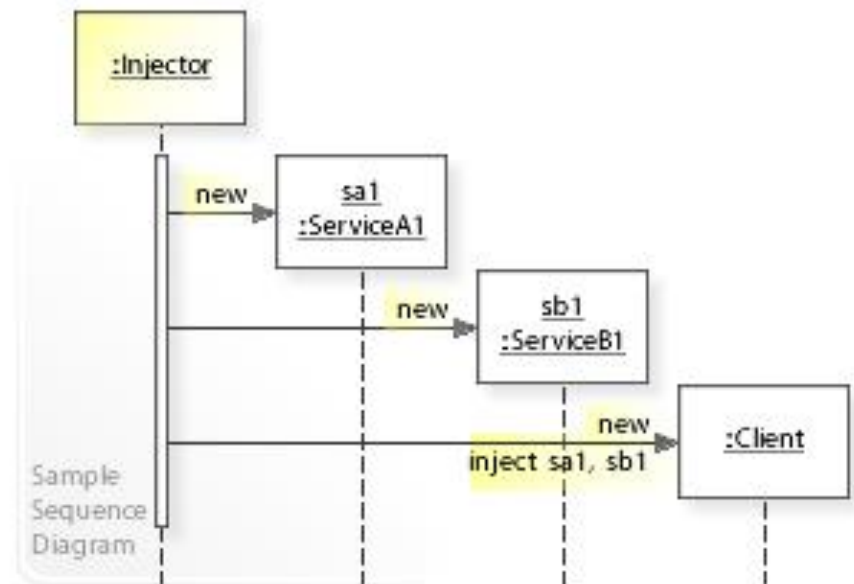 :Injector
new
sa1
:ServiceA1
new
sb1
:ServiceB1
new
inject sa1, sb1
:Client
Sample
Sequence
Diagram